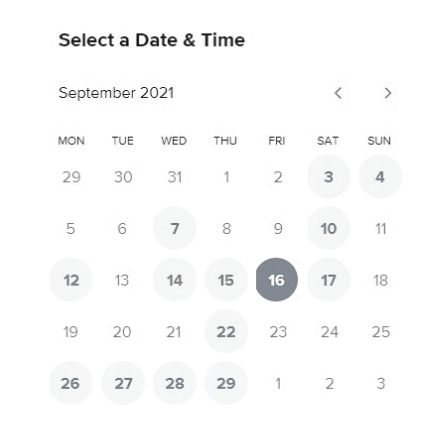 Select a Date & Time
September 2021
MON TUE WED THU FRI SAT SUN
29 30 31 1 2 3 4
5 6 7 8 9 10 11
12 13 14 15 16 17 18
19 20 21 22 23 24 25
26 27 28 29 1 2 3